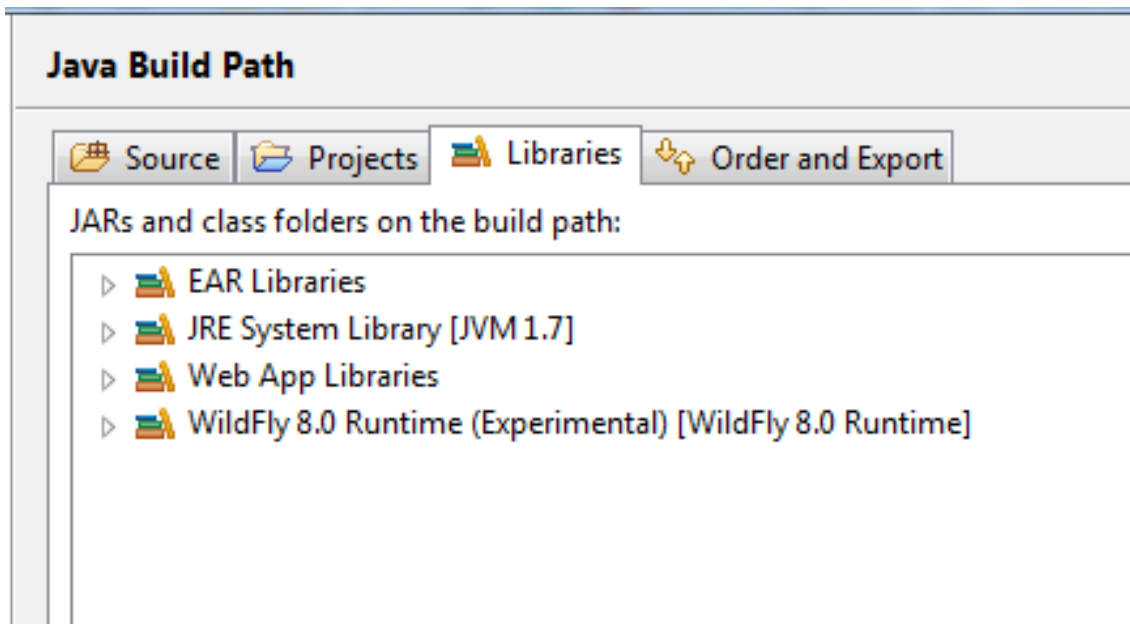 Java Build Path
Source Projects Libraries Order and Export
JARs and class folders on the build path:
EAR Libraries
JRE System Library [JVM 1.7]
Web App Libraries
WildFly 8.0 Runtime (Experimental) [WildFly 8.0 Runtime]